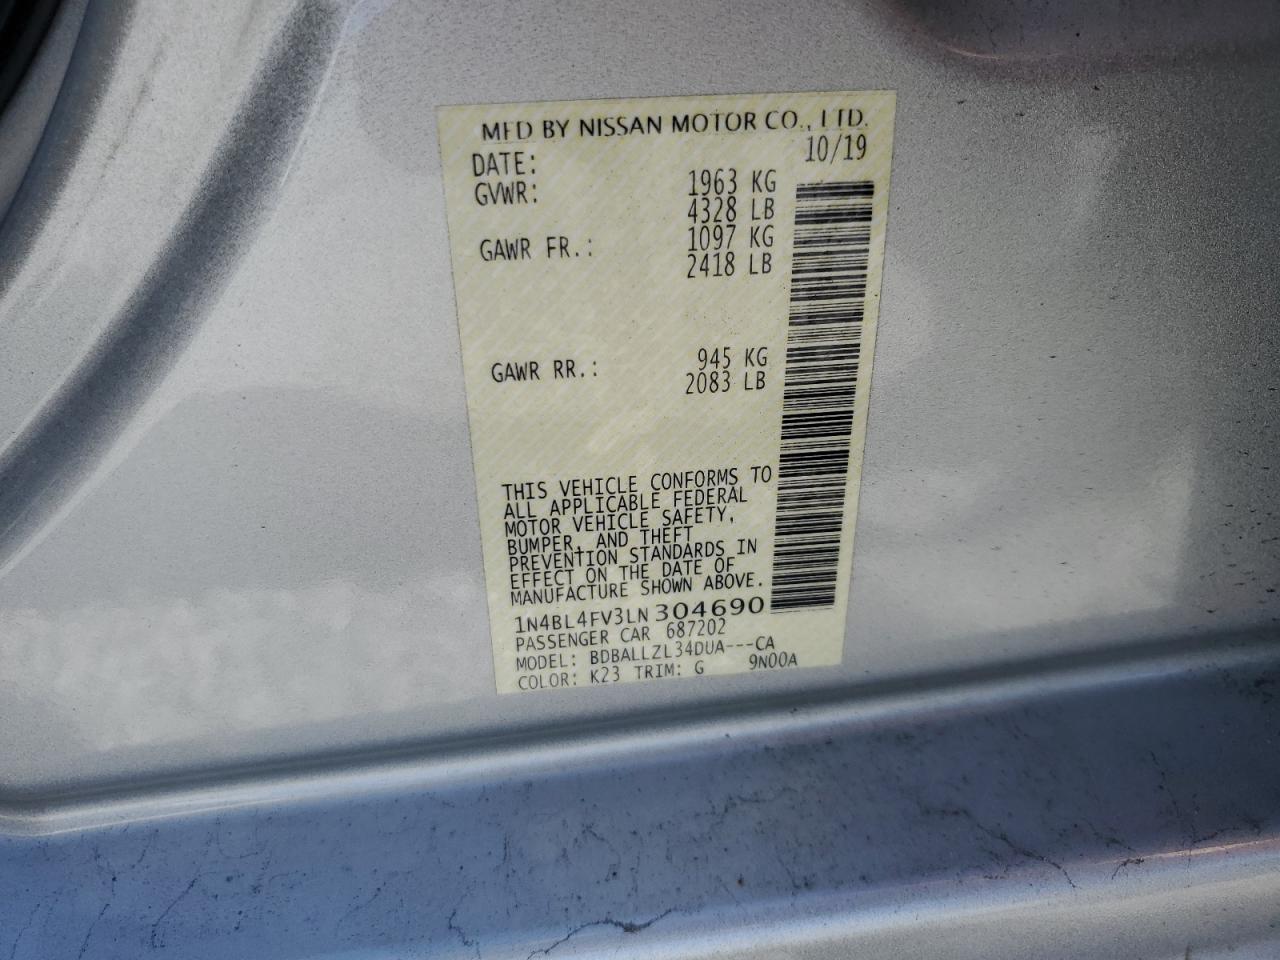 MFD BY NISSAN MOTOR CO., LTD.
DATE: 10/19
GVWR: 1963 KG
4328 LB
GAWR FR.: 1097 KG
2418 LB
GAWR RR.: 945 KG
2083 LB
THIS VEHICLE CONFORMS TO
ALL APPLICABLE FEDERAL
MOTOR VEHICLE SAFETY,
BUMPER, AND THEFT
PREVENTION STANDARDS IN
EFFECT ON THE DATE OF
MANUFACTURE SHOWN ABOVE.
1N4BL4FV3LN304690
PASSENGER CAR 687202
MODEL: BDBALLZL34DUA---CA
COLOR: K23 TRIM: G 9N00A